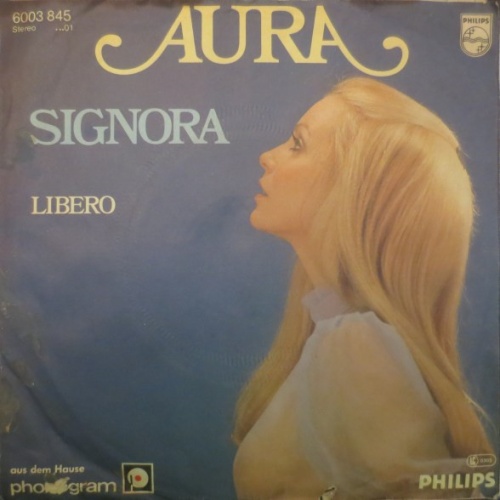 6003 845
Stereo
AURA
PHILIPS
SIGNORA
LIBERO
aus dem Hause
phonogram
PHILIPS